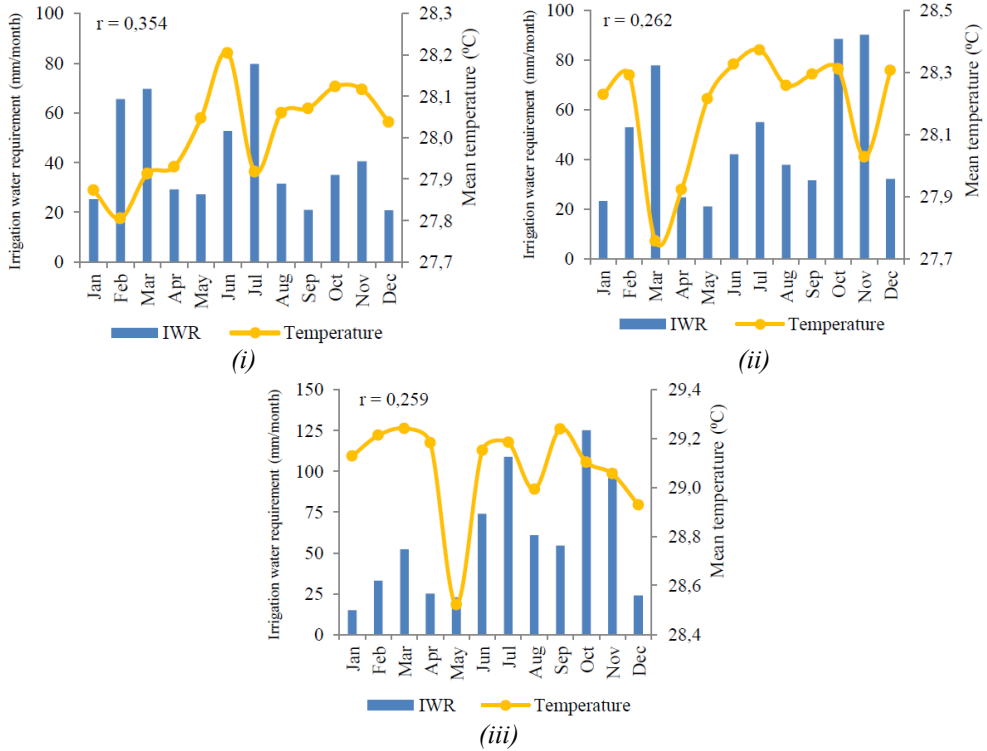 r = 0,354
Irrigation water requirement (mm/month)
100
80
60
40
20
0
28,3
28,2
28,1
28,0
27,9
27,8
27,7
Mean temperature (ºC)
Jan Feb Mar Apr May Jun Jul Aug Sep Oct Nov Dec
IWR Temperature
(i)
r = 0,262
Irrigation water requirement (mm/month)
100
80
60
40
20
0
28,5
28,3
28,1
27,9
27,7
Mean temperature (ºC)
Jan Feb Mar Apr May Jun Jul Aug Sep Oct Nov Dec
IWR Temperature
(ii)
r = 0,259
Irrigation water requirement (mm/month)
150
125
100
75
50
25
0
29.4
29.2
29.0
28.8
28.6
28.4
Mean temperature (ºC)
Jan Feb Mar Apr May Jun Jul Aug Sep Oct Nov Dec
IWR Temperature
(iii)